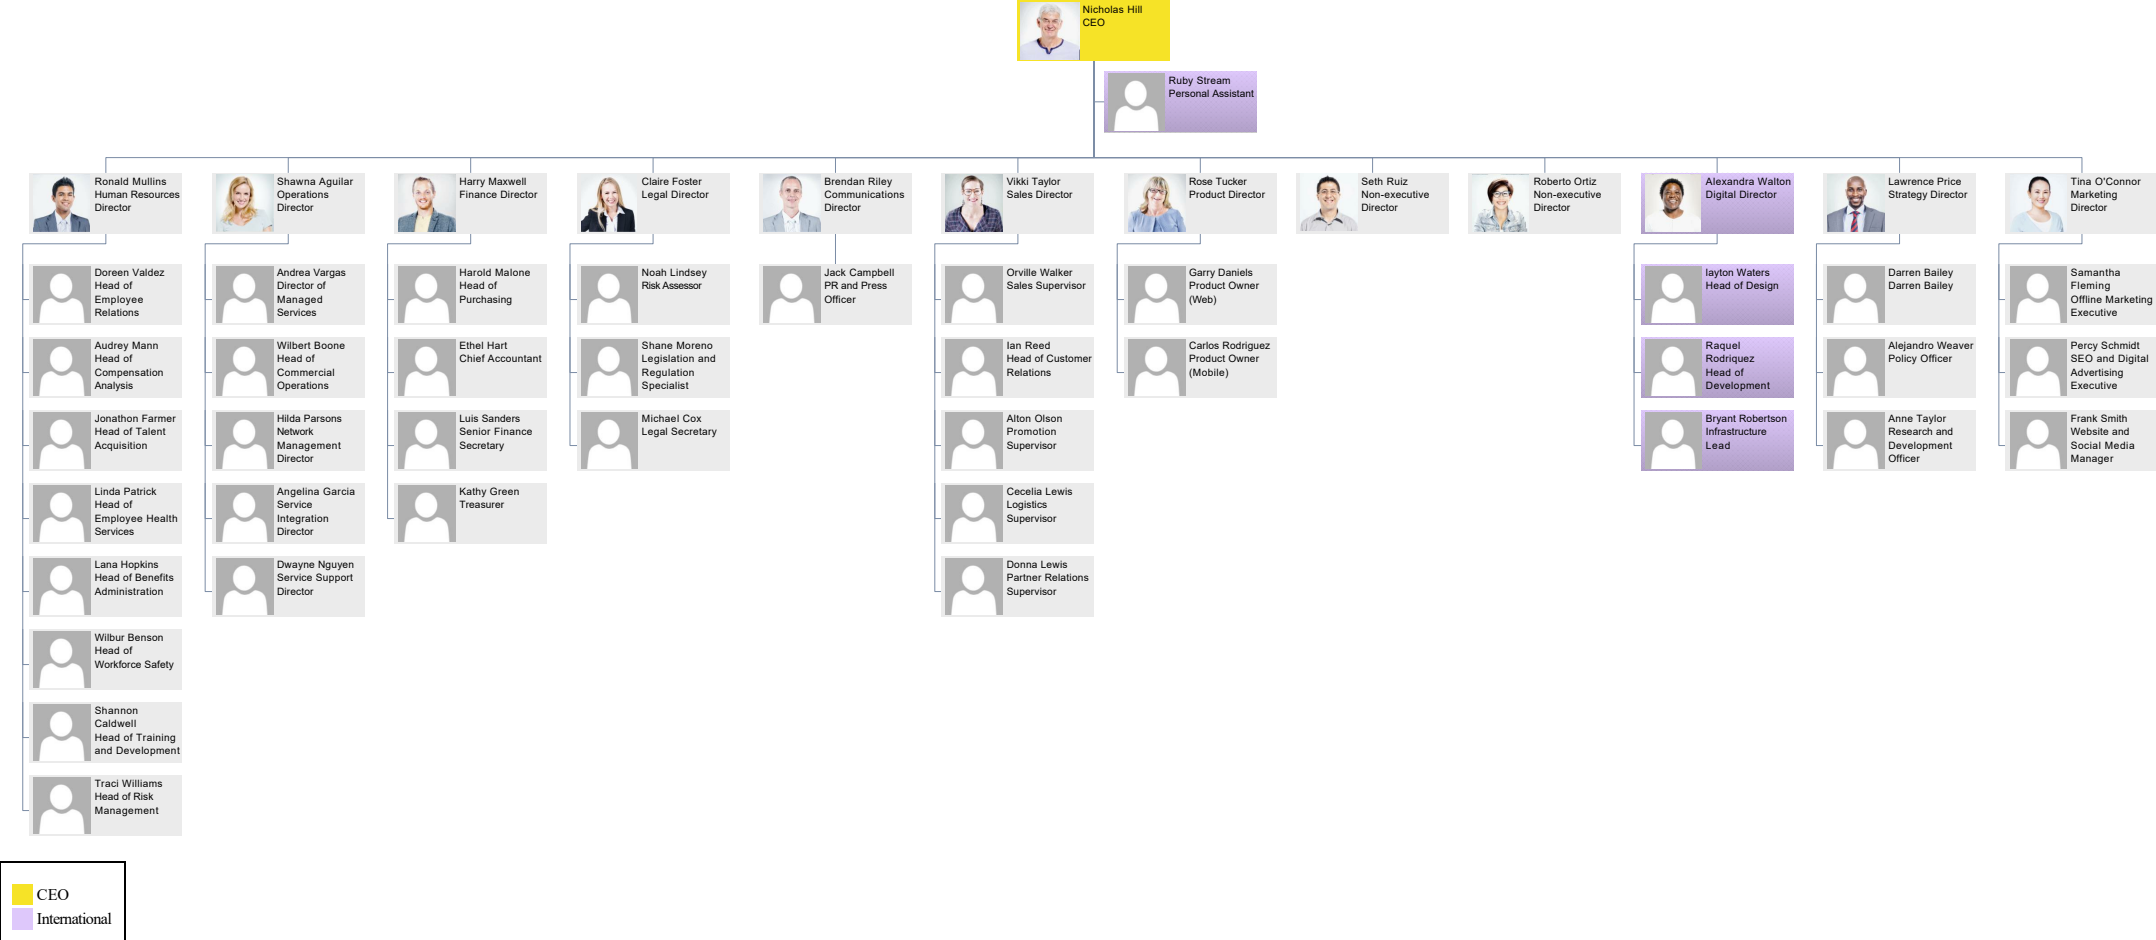 Nicholas Hill
CEO
Ruby Stream
Personal Assistant
Ronald Mullins
Human Resources
Director
Shawna Aguilar
Operations
Director
Harry Maxwell
Finance Director
Claire Foster
Legal Director
Brendan Riley
Communications
Director
Vikki Taylor
Sales Director
Rose Tucker
Product Director
Seth Ruiz
Non-executive
Director
Roberto Ortiz
Non-executive
Director
Alexandra Walton
Digital Director
Lawrence Price
Strategy Director
Tina O'Connor
Marketing
Director
Doreen Valdez
Head of
Employee
Relations
Andrea Vargas
Director of
Managed
Services
Harold Malone
Head of
Purchasing
Noah Lindsey
Risk Assessor
Jack Campbell
PR and Press
Officer
Orville Walker
Sales Supervisor
Garry Daniels
Product Owner
(Web)
layton Waters
Head of Design
Darren Bailey
Darren Bailey
Samantha
Fleming
Offline Marketing
Executive
Audrey Mann
Head of
Compensation
Analysis
Wilbert Boone
Head of
Commercial
Operations
Ethel Hart
Chief Accountant
Shane Moreno
Legislation and
Regulation
Specialist
Ian Reed
Head of Customer
Relations
Carlos Rodriguez
Product Owner
(Mobile)
Raquel
Rodriquez
Head of
Development
Alejandro Weaver
Policy Officer
Percy Schmidt
SEO and Digital
Advertising
Executive
Jonathon Farmer
Head of Talent
Acquisition
Hilda Parsons
Network
Management
Director
Luis Sanders
Senior Finance
Secretary
Michael Cox
Legal Secretary
Alton Olson
Promotion
Supervisor
Bryant Robertson
Infrastructure
Lead
Anne Taylor
Research and
Development
Officer
Frank Smith
Website and
Social Media
Manager
Linda Patrick
Head of
Employee Health
Services
Angelina Garcia
Service
Integration
Director
Kathy Green
Treasurer
Cecelia Lewis
Logistics
Supervisor
Lana Hopkins
Head of Benefits
Administration
Dwayne Nguyen
Service Support
Director
Donna Lewis
Partner Relations
Supervisor
Wilbur Benson
Head of
Workforce Safety
Shannon
Caldwell
Head of Training
and Development
Traci Williams
Head of Risk
Management
CEO
International